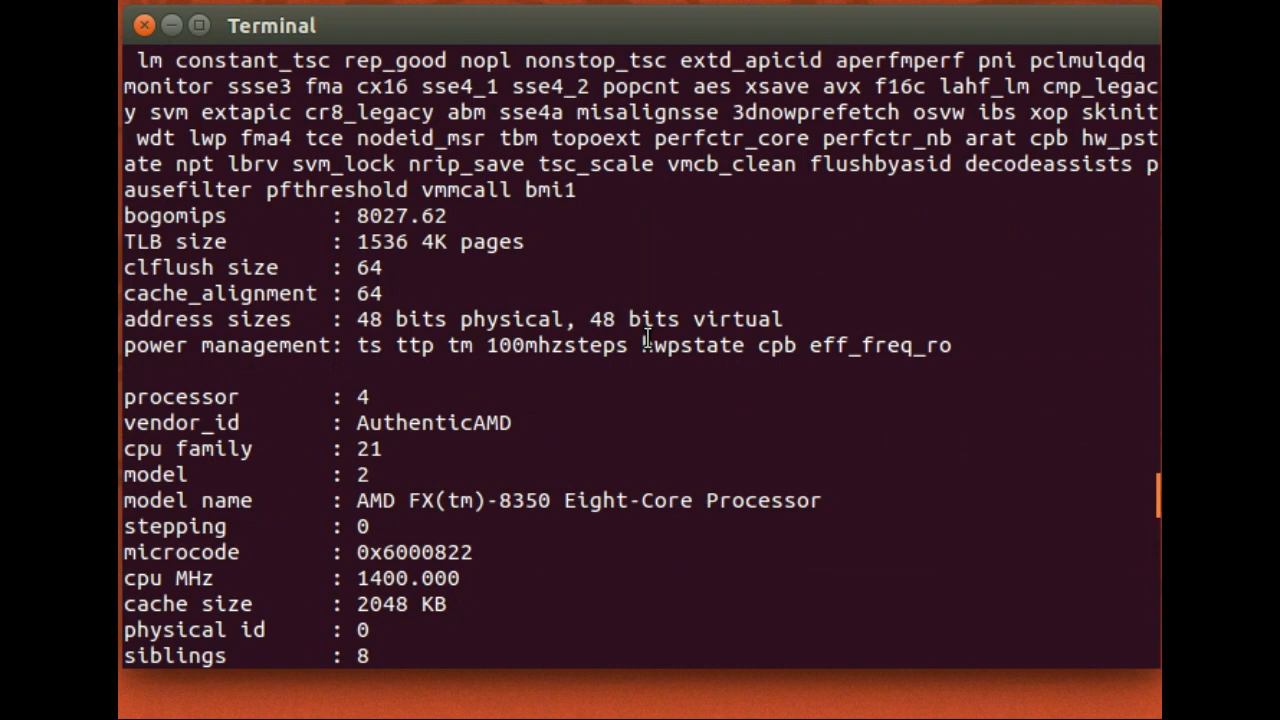 Terminal
lm constant_tsc rep_good nopl nonstop_tsc extd_apicid aperfmperf pni pclmulqdq
monitor ssse3 fma cx16 sse4_1 sse4_2 popcnt aes xsave avx f16c lahf_lm cmp_legac
y svm extapic cr8_legacy abm sse4a misalignsse 3dnowprefetch osvw ibs xop skinit
wdt lwp fma4 tce nodeid_msr tbm topoext perfctr_core perfctr_nb arat cpb hw_pst
ate npt lbrv svm_lock nrip_save tsc_scale vmcb_clean flushbyasid decodeassists p
ausefilter pfthreshold vmmcall bmi1
bogomips : 8027.62
TLB size : 1536 4K pages
clflush size : 64
cache_alignment : 64
address sizes : 48 bits physical, 48 bits virtual
power management: ts ttp tm 100mhzsteps hwpstate cpb eff_freq_ro
processor : 4
vendor_id : AuthenticAMD
cpu family : 21
model : 2
model name : AMD FX(tm)-8350 Eight-Core Processor
stepping : 0
microcode : 0x6000822
cpu MHz : 1400.000
cache size : 2048 KB
physical id : 0
siblings : 8